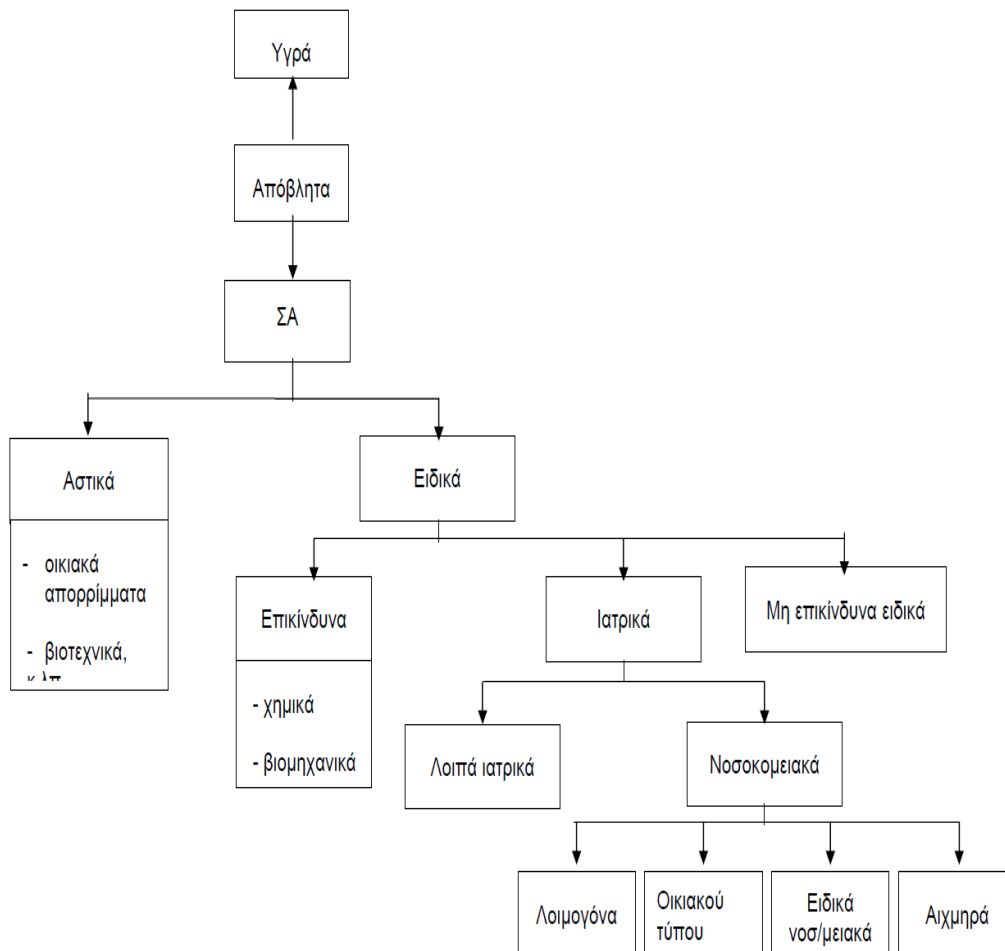 Υγρά
Απόβλητα
ΣΑ
Αστικά
- οικιακά
απορρίμματα
- βιοτεχνικά,
Ειδικά
Επικίνδυνα
- χημικά
- βιομηχανικά
Ιατρικά
Μη επικίνδυνα ειδικά
Λοιπά ιατρικά
Νοσοκομειακά
Λοιμογόνα
Οικιακού
τύπου
Ειδικά
νοσ/μειακά
Αιχμηρά